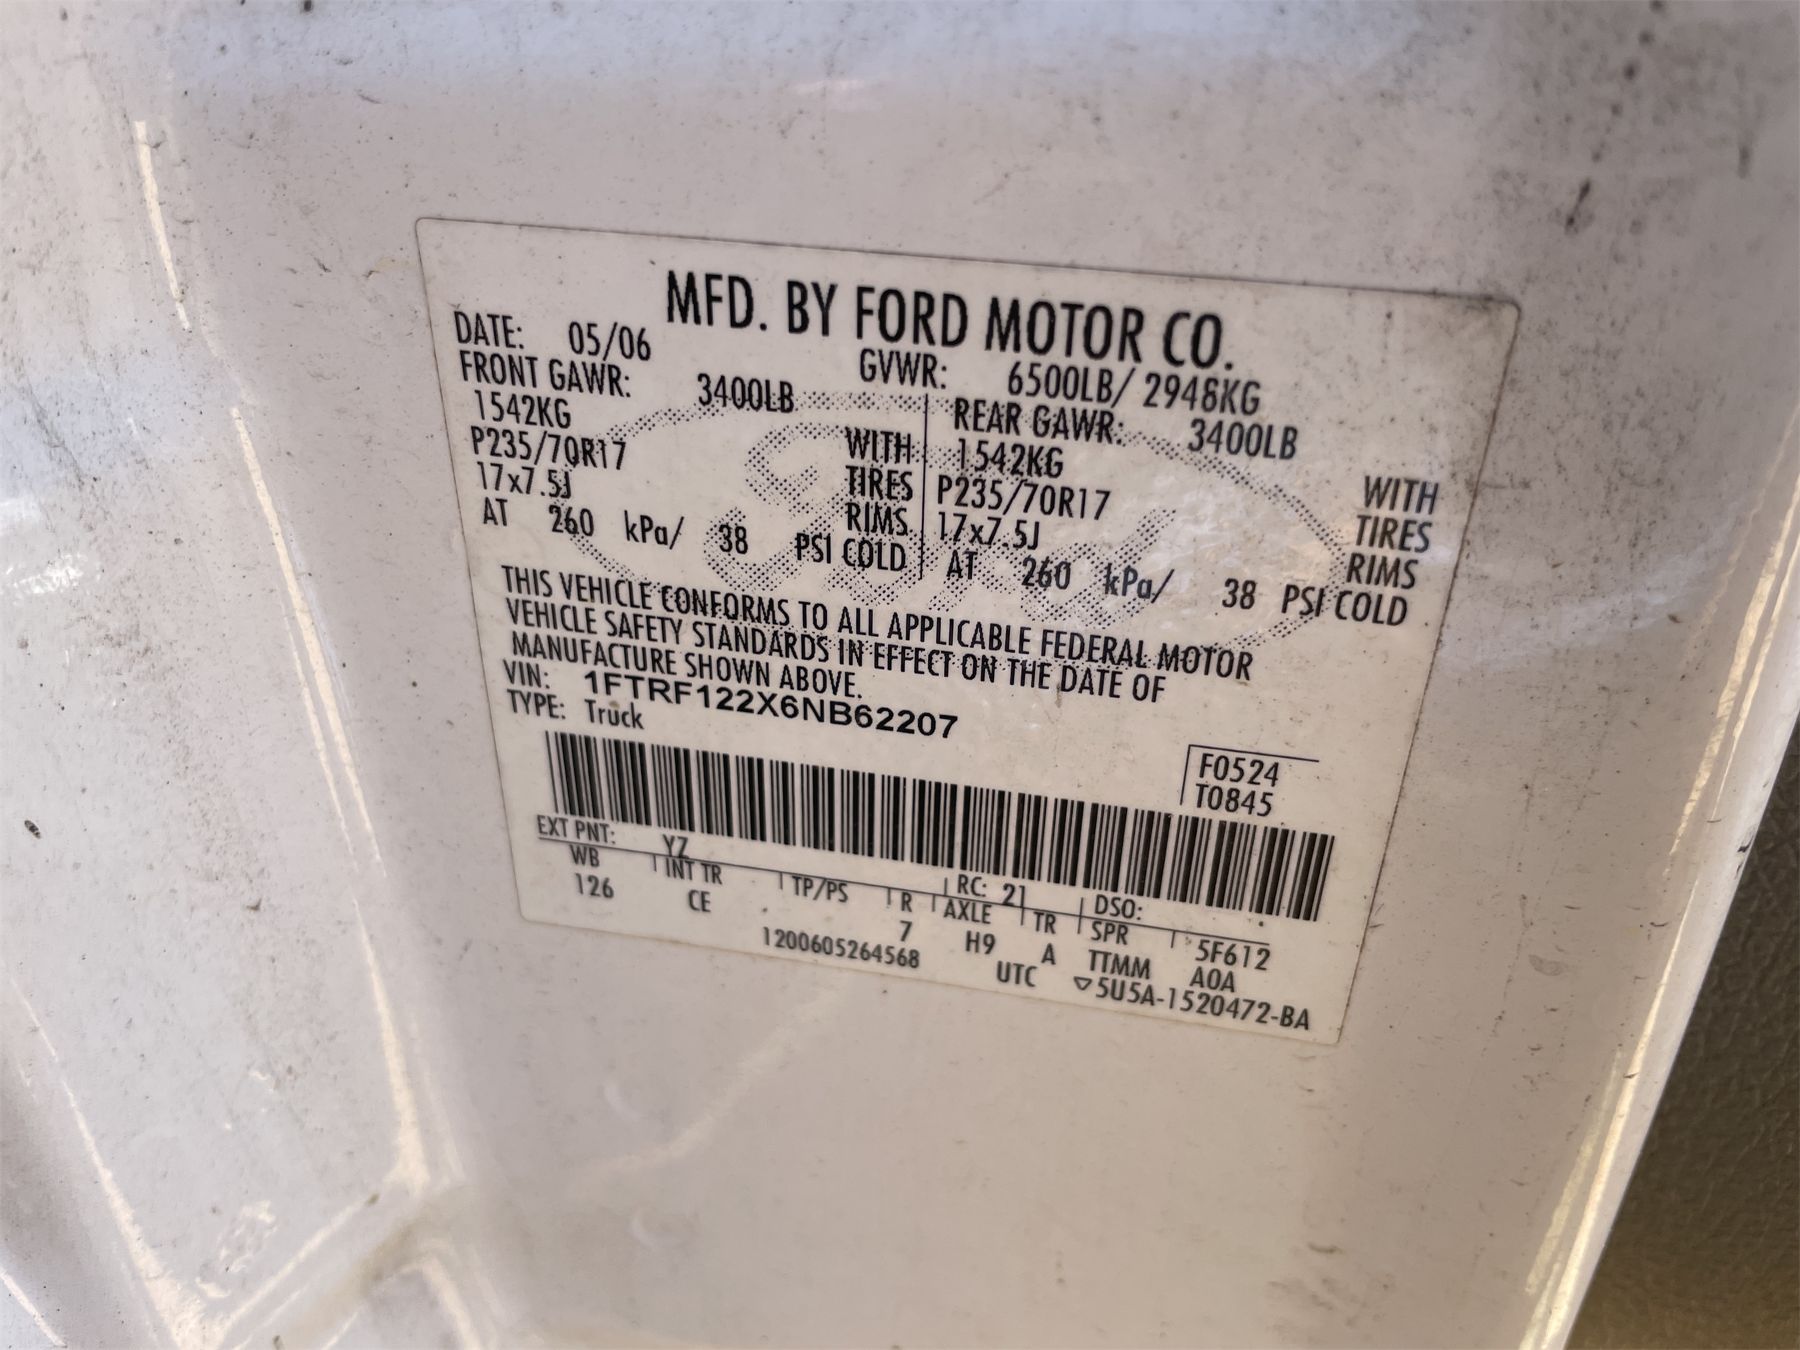 MFD. BY FORD MOTOR CO.
DATE: 05/06 GVWR: 6500LB/ 2948KG
FRONT GAWR: 3400LB REAR GAWR: 3400LB
1542KG WITH 1542KG WITH
P235/70R17 TIRES P235/70R17 TIRES
17x7.5J RIMS 17x7.5J RIMS
AT 260 kPa/ 38 PSI COLD AT 260 kPa/ 38 PSI COLD
THIS VEHICLE CONFORMS TO ALL APPLICABLE FEDERAL MOTOR
VEHICLE SAFETY STANDARDS IN EFFECT ON THE DATE OF
MANUFACTURE SHOWN ABOVE.
VIN: 1FTRF122X6NB62207
TYPE: Truck
F0524
T0845
EXT PNT: YZ RC: 21 DSO:
WB INT TR TP/PS R AXLE TR SPR 5F612
126 CE 7 H9 A TTMM A0A
1200605264568 UTC ▽5U5A-1520472-BA
Ford